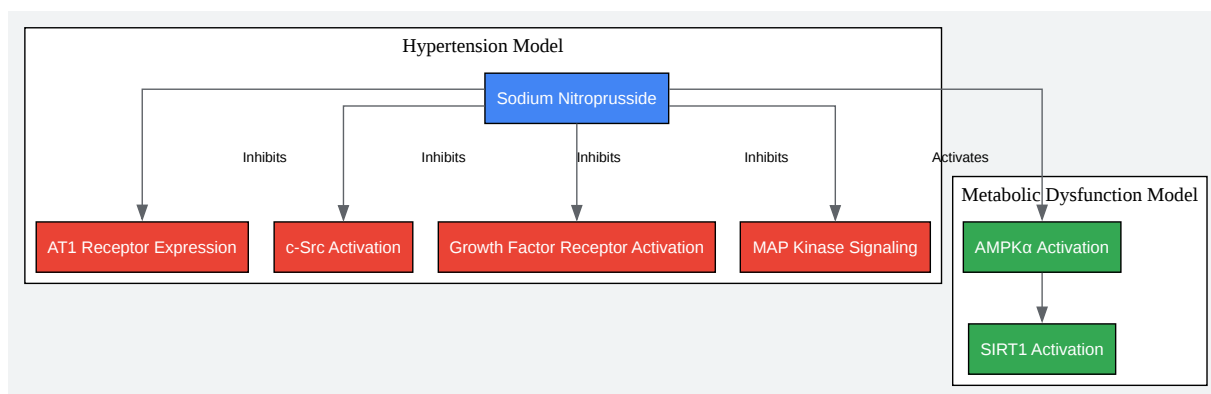 Hypertension Model
Sodium Nitroprusside
Inhibits
Inhibits
Inhibits
Inhibits
Activates
Metabolic Dysfunction Model
AT1 Receptor Expression
c-Src Activation
Growth Factor Receptor Activation
MAP Kinase Signaling
AMPKα Activation
SIRT1 Activation